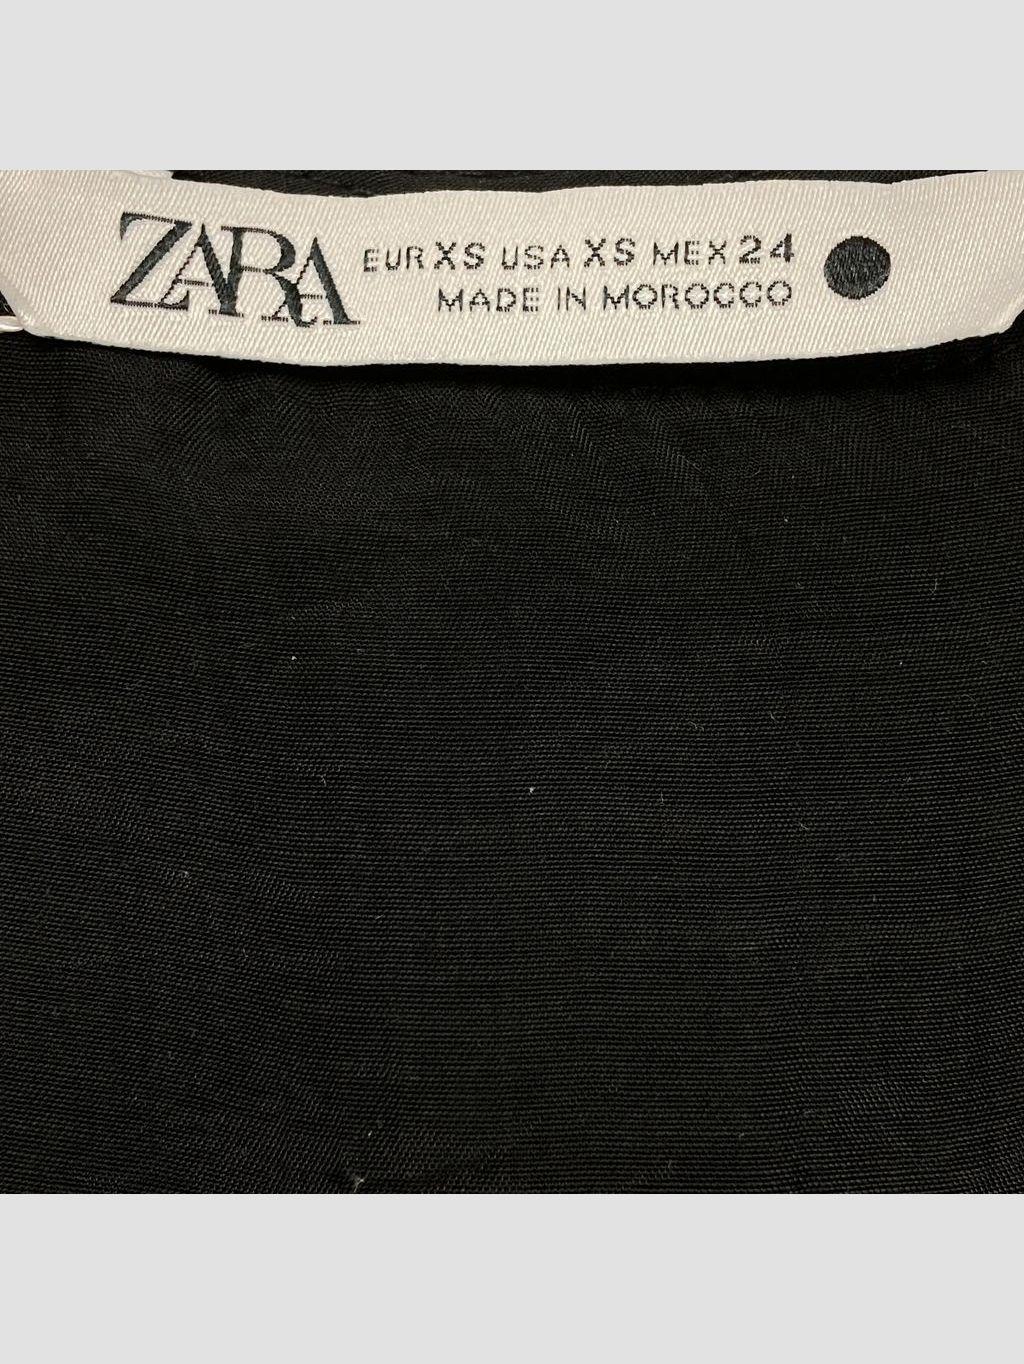 ZARA EUR XS USA XS MEX 24
MADE IN MOROCCO